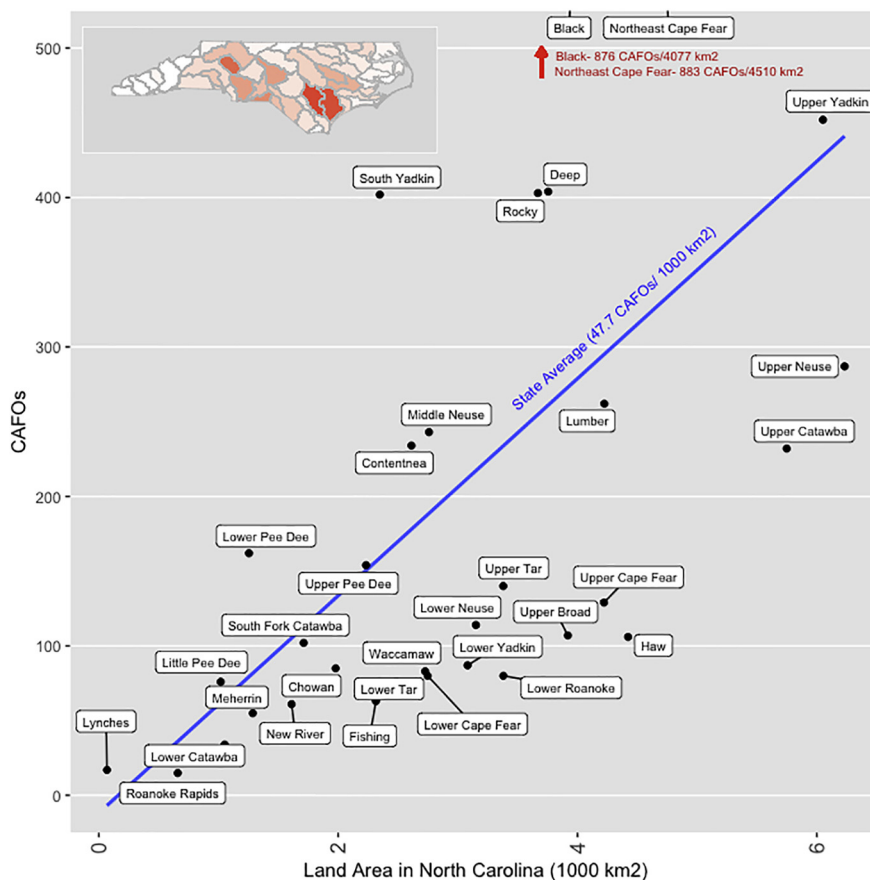 Black
Northeast Cape Fear
500
Black- 876 CAFOs/4077 km2
Northeast Cape Fear- 883 CAFOs/4510 km2
Upper Yadkin
South Yadkin
Deep
400
Rocky
State Average (47.7 CAFOs/ 1000 km2)
300
Upper Neuse
Middle Neuse
Lumber
Upper Catawba
Contentnea
CAFOs
200
Lower Pee Dee
Upper Pee Dee
Upper Tar
Upper Cape Fear
Lower Neuse
Upper Broad
South Fork Catawba
100
Waccamaw
Lower Yadkin
Haw
Little Pee Dee
Chowan
Lower Tar
Lower Roanoke
Meherrin
Lynches
New River
Fishing
Lower Cape Fear
Lower Catawba
Roanoke Rapids
0
0
2
4
6
Land Area in North Carolina (1000 km2)